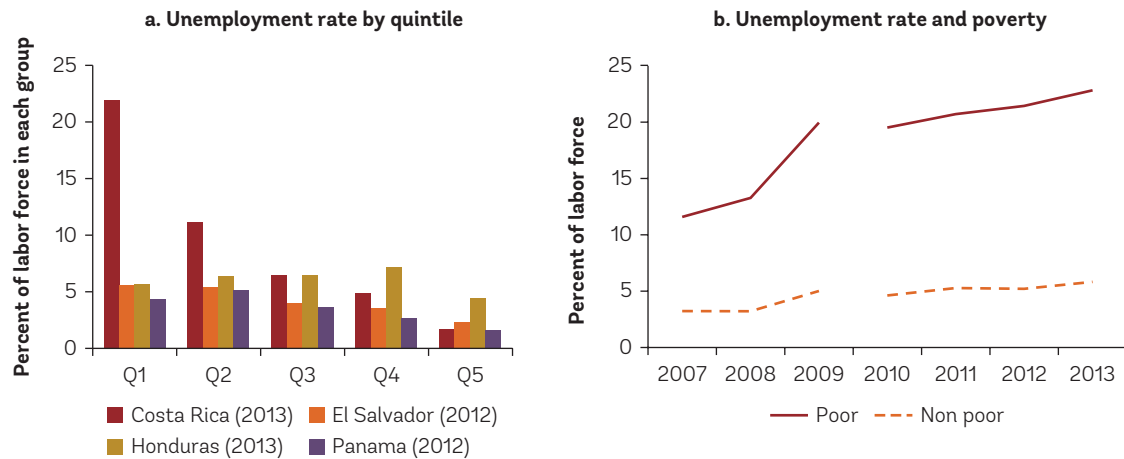 a. Unemployment rate by quintile
Percent of labor force in each group
25
20
15
10
5
0
Q1 Q2 Q3 Q4 Q5
Costa Rica (2013) El Salvador (2012)
Honduras (2013) Panama (2012)
b. Unemployment rate and poverty
Percent of labor force
25
20
15
10
5
0
2007 2008 2009 2010 2011 2012 2013
Poor Non poor